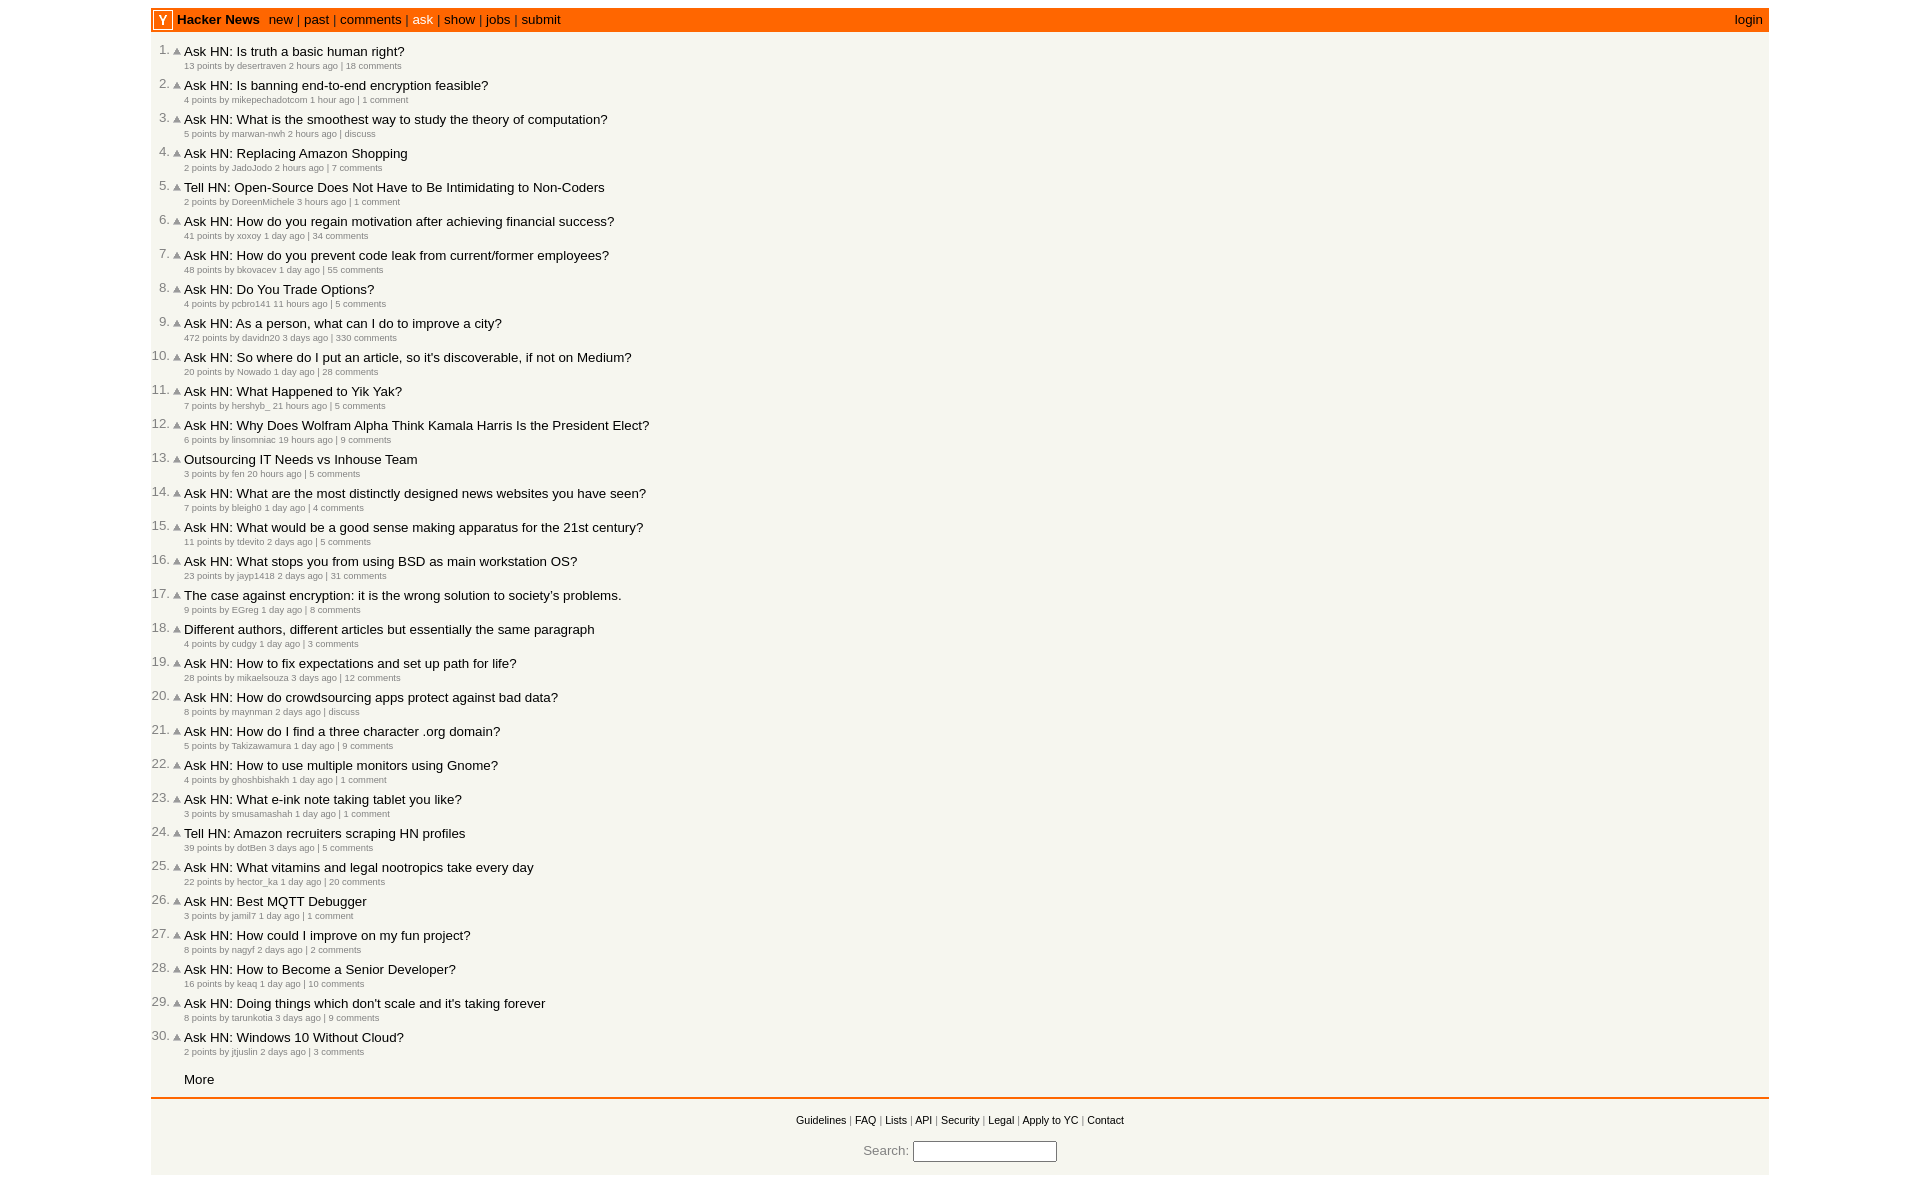 Y Hacker News new | past | comments | ask | show | jobs | submit login
1. Ask HN: Is truth a basic human right?
13 points by desertraven 2 hours ago | 18 comments
2. Ask HN: Is banning end-to-end encryption feasible?
4 points by mikepechadotcom 1 hour ago | 1 comment
3. Ask HN: What is the smoothest way to study the theory of computation?
5 points by marwan-nwh 2 hours ago | discuss
4. Ask HN: Replacing Amazon Shopping
2 points by JadoJodo 2 hours ago | 7 comments
5. Tell HN: Open-Source Does Not Have to Be Intimidating to Non-Coders
2 points by DoreenMichele 3 hours ago | 1 comment
6. Ask HN: How do you regain motivation after achieving financial success?
41 points by xoxoy 1 day ago | 34 comments
7. Ask HN: How do you prevent code leak from current/former employees?
48 points by bkovacev 1 day ago | 55 comments
8. Ask HN: Do You Trade Options?
4 points by pcbro141 11 hours ago | 5 comments
9. Ask HN: As a person, what can I do to improve a city?
472 points by davidn20 3 days ago | 330 comments
10. Ask HN: So where do I put an article, so it's discoverable, if not on Medium?
20 points by Nowado 1 day ago | 28 comments
11. Ask HN: What Happened to Yik Yak?
7 points by hershyb_ 21 hours ago | 5 comments
12. Ask HN: Why Does Wolfram Alpha Think Kamala Harris Is the President Elect?
6 points by linsomniac 19 hours ago | 9 comments
13. Outsourcing IT Needs vs Inhouse Team
3 points by fen 20 hours ago | 5 comments
14. Ask HN: What are the most distinctly designed news websites you have seen?
7 points by bleigh0 1 day ago | 4 comments
15. Ask HN: What would be a good sense making apparatus for the 21st century?
11 points by tdevito 2 days ago | 5 comments
16. Ask HN: What stops you from using BSD as main workstation OS?
23 points by jayp1418 2 days ago | 31 comments
17. The case against encryption: it is the wrong solution to society’s problems.
9 points by EGreg 1 day ago | 8 comments
18. Different authors, different articles but essentially the same paragraph
4 points by cudgy 1 day ago | 3 comments
19. Ask HN: How to fix expectations and set up path for life?
28 points by mikaelsouza 3 days ago | 12 comments
20. Ask HN: How do crowdsourcing apps protect against bad data?
8 points by maynman 2 days ago | discuss
21. Ask HN: How do I find a three character .org domain?
5 points by Takizawamura 1 day ago | 9 comments
22. Ask HN: How to use multiple monitors using Gnome?
4 points by ghoshbishakh 1 day ago | 1 comment
23. Ask HN: What e-ink note taking tablet you like?
3 points by smusamashah 1 day ago | 1 comment
24. Tell HN: Amazon recruiters scraping HN profiles
39 points by dotBen 3 days ago | 5 comments
25. Ask HN: What vitamins and legal nootropics take every day
22 points by hector_ka 1 day ago | 20 comments
26. Ask HN: Best MQTT Debugger
3 points by jamil7 1 day ago | 1 comment
27. Ask HN: How could I improve on my fun project?
8 points by nagyf 2 days ago | 2 comments
28. Ask HN: How to Become a Senior Developer?
16 points by keaq 1 day ago | 10 comments
29. Ask HN: Doing things which don't scale and it's taking forever
8 points by tarunkotia 3 days ago | 9 comments
30. Ask HN: Windows 10 Without Cloud?
2 points by jtjuslin 2 days ago | 3 comments
More
Guidelines | FAQ | Lists | API | Security | Legal | Apply to YC | Contact
Search: